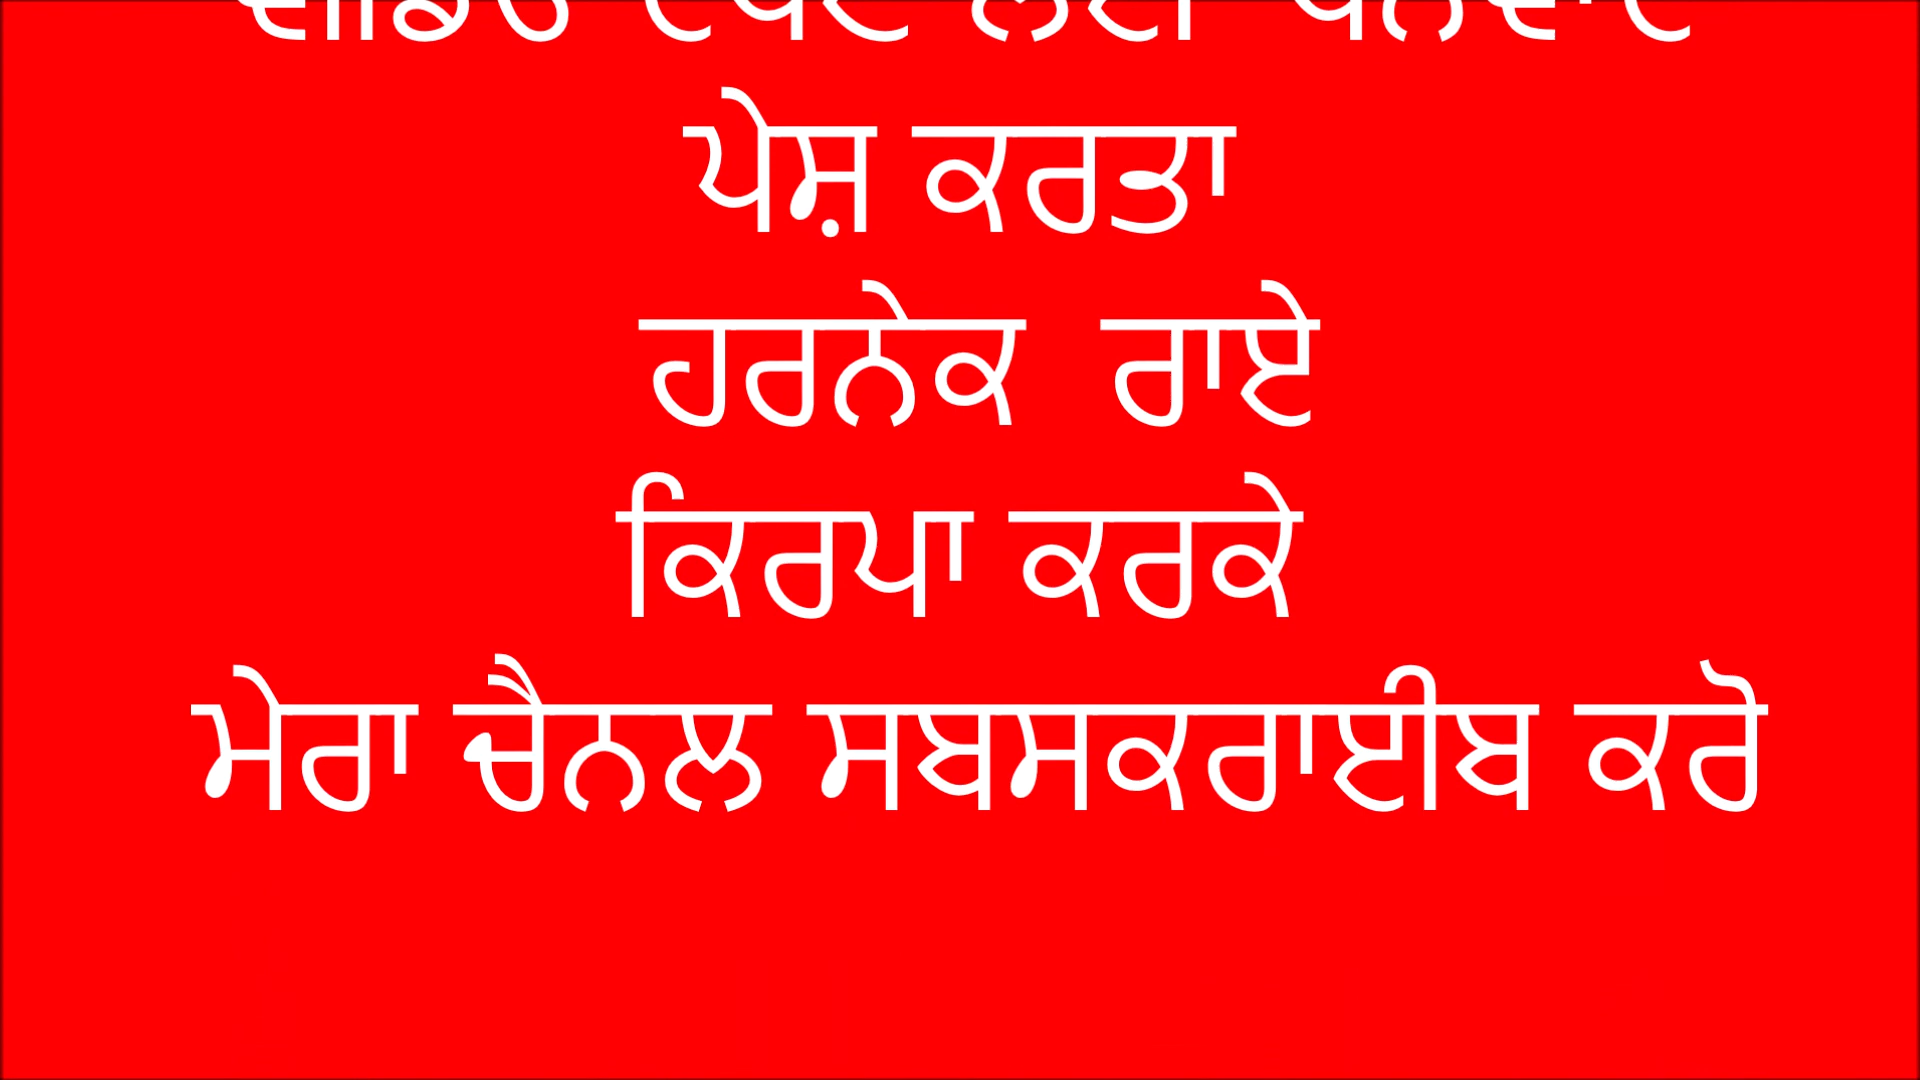 ਪੇਸ਼ ਕਰਤਾ
ਹਰਨੇਕ ਰਾਏ
ਕਿਰਪਾ ਕਰਕੇ
ਮੇਰਾ ਚੈਨਲ ਸਬਸਕਰਾਈਬ ਕਰੋ